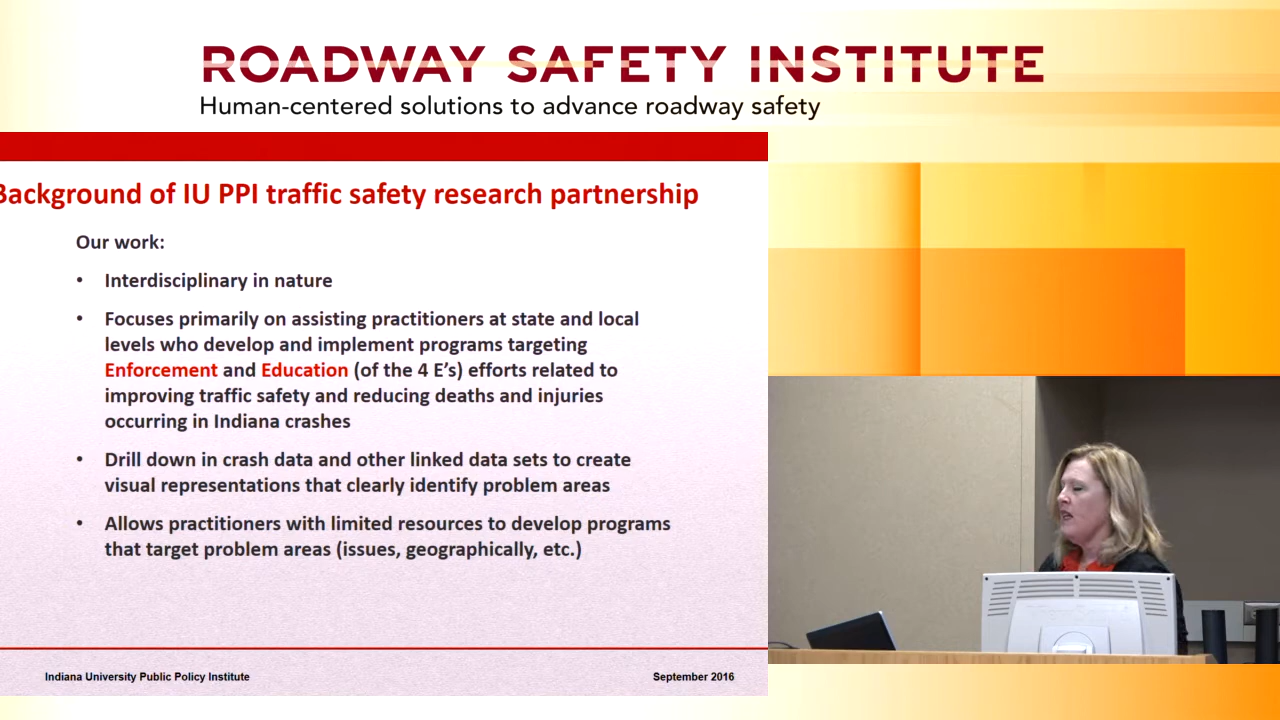 ROADWAY SAFETY INSTITUTE
Human-centered solutions to advance roadway safety
Background of IU PPI traffic safety research partnership
Our work:
• Interdisciplinary in nature
• Focuses primarily on assisting practitioners at state and local
levels who develop and implement programs targeting
Enforcement and Education (of the 4 E's) efforts related to
improving traffic safety and reducing deaths and injuries
occurring in Indiana crashes
• Drill down in crash data and other linked data sets to create
visual representations that clearly identify problem areas
• Allows practitioners with limited resources to develop programs
that target problem areas (issues, geographically, etc.)
Indiana University Public Policy Institute
September 2016